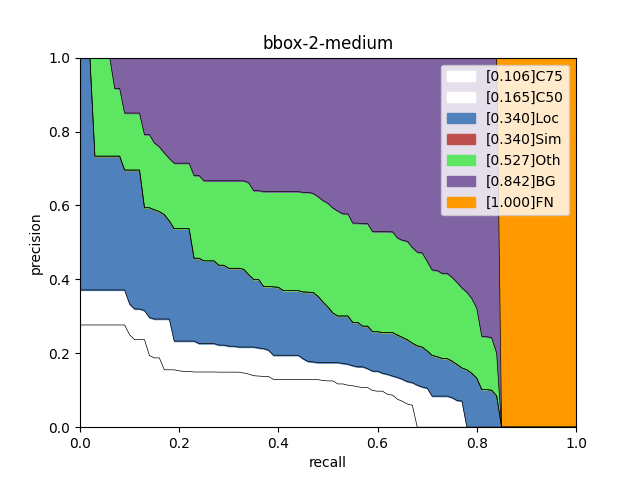 bbox-2-medium
1.0
0.8
0.6
0.4
0.2
0.0
precision
[0.106]C75
[0.165]C50
[0.340]Loc
[0.340]Sim
[0.527]Oth
[0.842]BG
[1.000]FN
0.0 0.2 0.4 0.6 0.8 1.0
recall